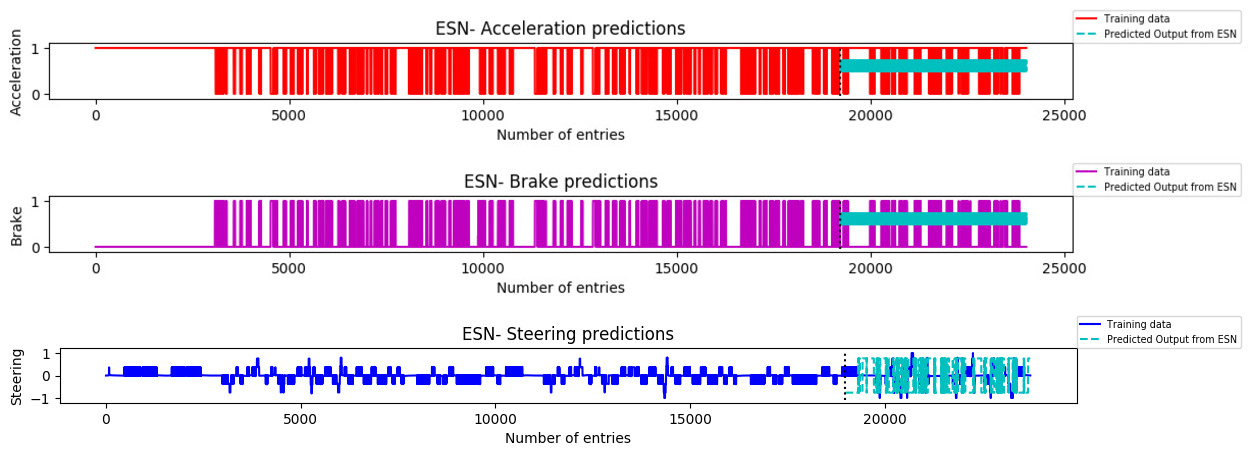 ESN- Acceleration predictions
Training data
Predicted Output from ESN
Acceleration
1
0
0 5000 10000 15000 20000 25000
Number of entries
ESN- Brake predictions
Training data
Predicted Output from ESN
Brake
1
0
0 5000 10000 15000 20000 25000
Number of entries
ESN- Steering predictions
Training data
Predicted Output from ESN
Steering
1
0
−1
0 5000 10000 15000 20000
Number of entries